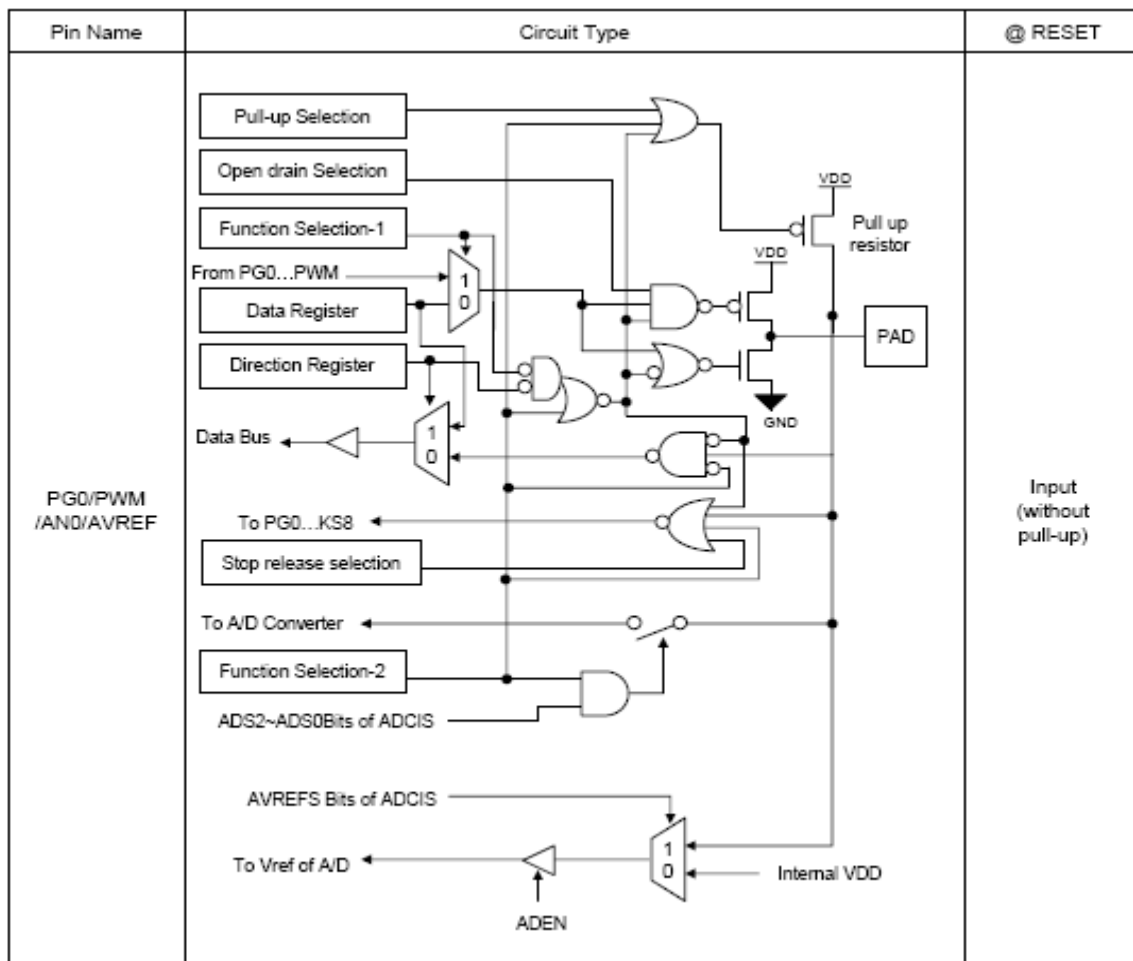 Pin Name
Circuit Type
@ RESET
Pull-up Selection
Open drain Selection
VDD
Function Selection-1
Pull up
resistor
VDD
From PG0...PWM
1
0
Data Register
PAD
Direction Register
GND
Data Bus
1
0
PG0/PWM
/AN0/AVREF
Input
(without
pull-up)
To PG0...KS8
Stop release selection
To A/D Converter
Function Selection-2
ADS2~ADS0Bits of ADCIS
AVREFS Bits of ADCIS
1
0
To Vref of A/D
Internal VDD
ADEN